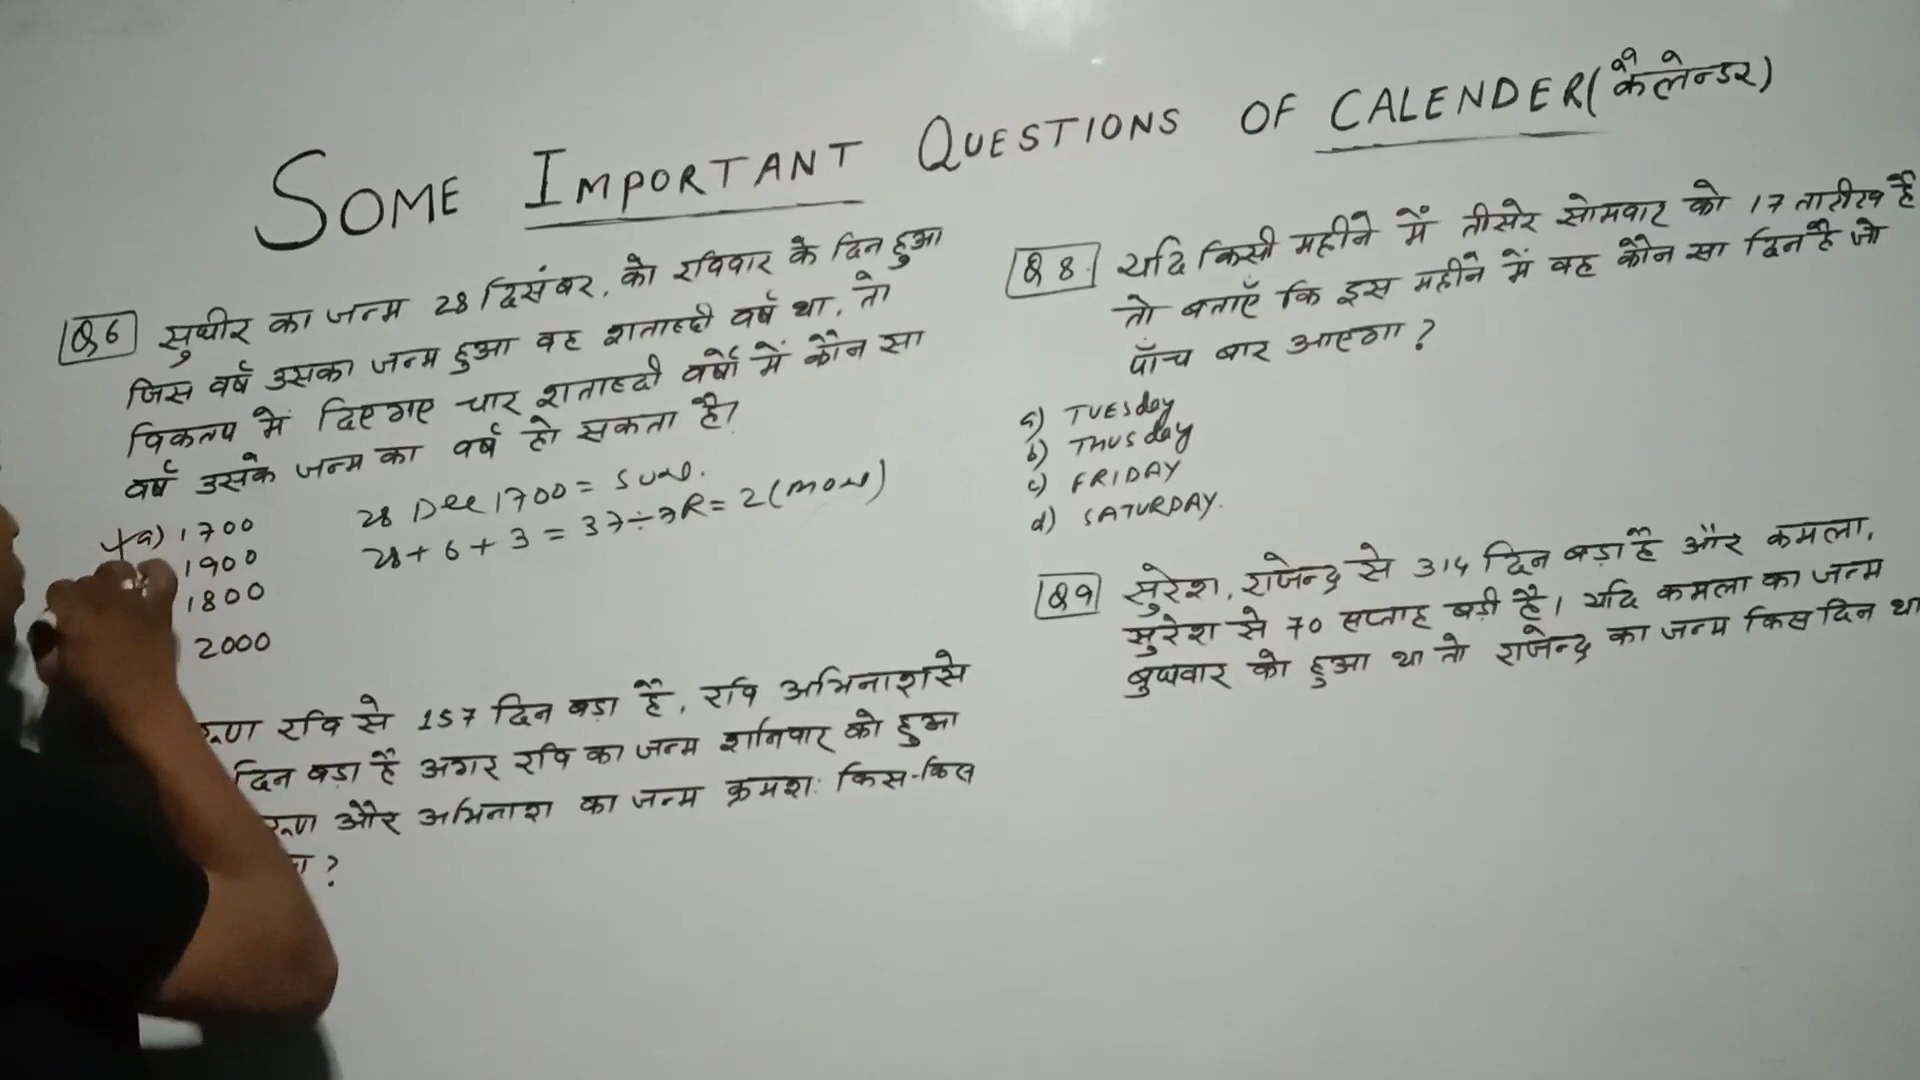 SOME IMPORTANT QUESTIONS OF CALENDER(कैलेन्डर)
Q6 सुधीर का जन्म 28 दिसंबर, को रविवार के दिन हुआ
जिस वर्ष उसका जन्म हुआ वह शताब्दी वर्ष था, तो
विकल्प में दिए गए चार शताब्दी वर्षों में कौन सा
वर्ष उसके जन्म का वर्ष हो सकता है?
a) 1700
1900
1800
2000
28 Dec 1700 = SUN.
28 + 6 + 3 = 37 ÷ 7 R = 2 (mon)
रवि से 157 दिन बड़ा है, रवि अभिनाश से
दिन बड़ा है अगर रवि का जन्म शनिवार को हुआ
और अभिनाश का जन्म क्रमशः किस-किस
?
Q 8. यदि किसी महीने में तीसरे सोमवार को 17 तारीख है
तो बताएँ कि इस महीने में वह कौन सा दिन है जो
पाँच बार आएगा ?
a) TUESday
b) THUSday
c) FRIDAY
d) SATURDAY.
Q9 सुरेश, राजेन्द्र से 314 दिन बड़ा है और कमला,
सुरेश से 70 सप्ताह बड़ी है। यदि कमला का जन्म
बुधवार को हुआ था तो राजेन्द्र का जन्म किस दिन था